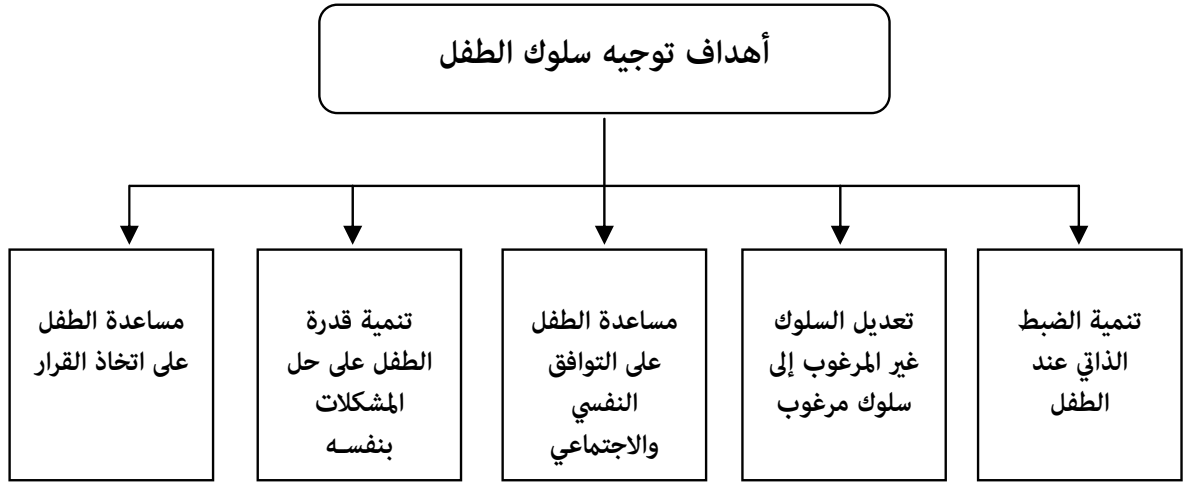 أهداف توجيه سلوك الطفل
تنمية الضبط
الذاتي عند
الطفل
تعديل السلوك
غير المرغوب إلى
سلوك مرغوب
مساعدة الطفل
على التوافق
النفسي
والاجتماعي
تنمية قدرة
الطفل على حل
المشكلات
بنفسـه
مساعدة الطفل
على اتخاذ القرار